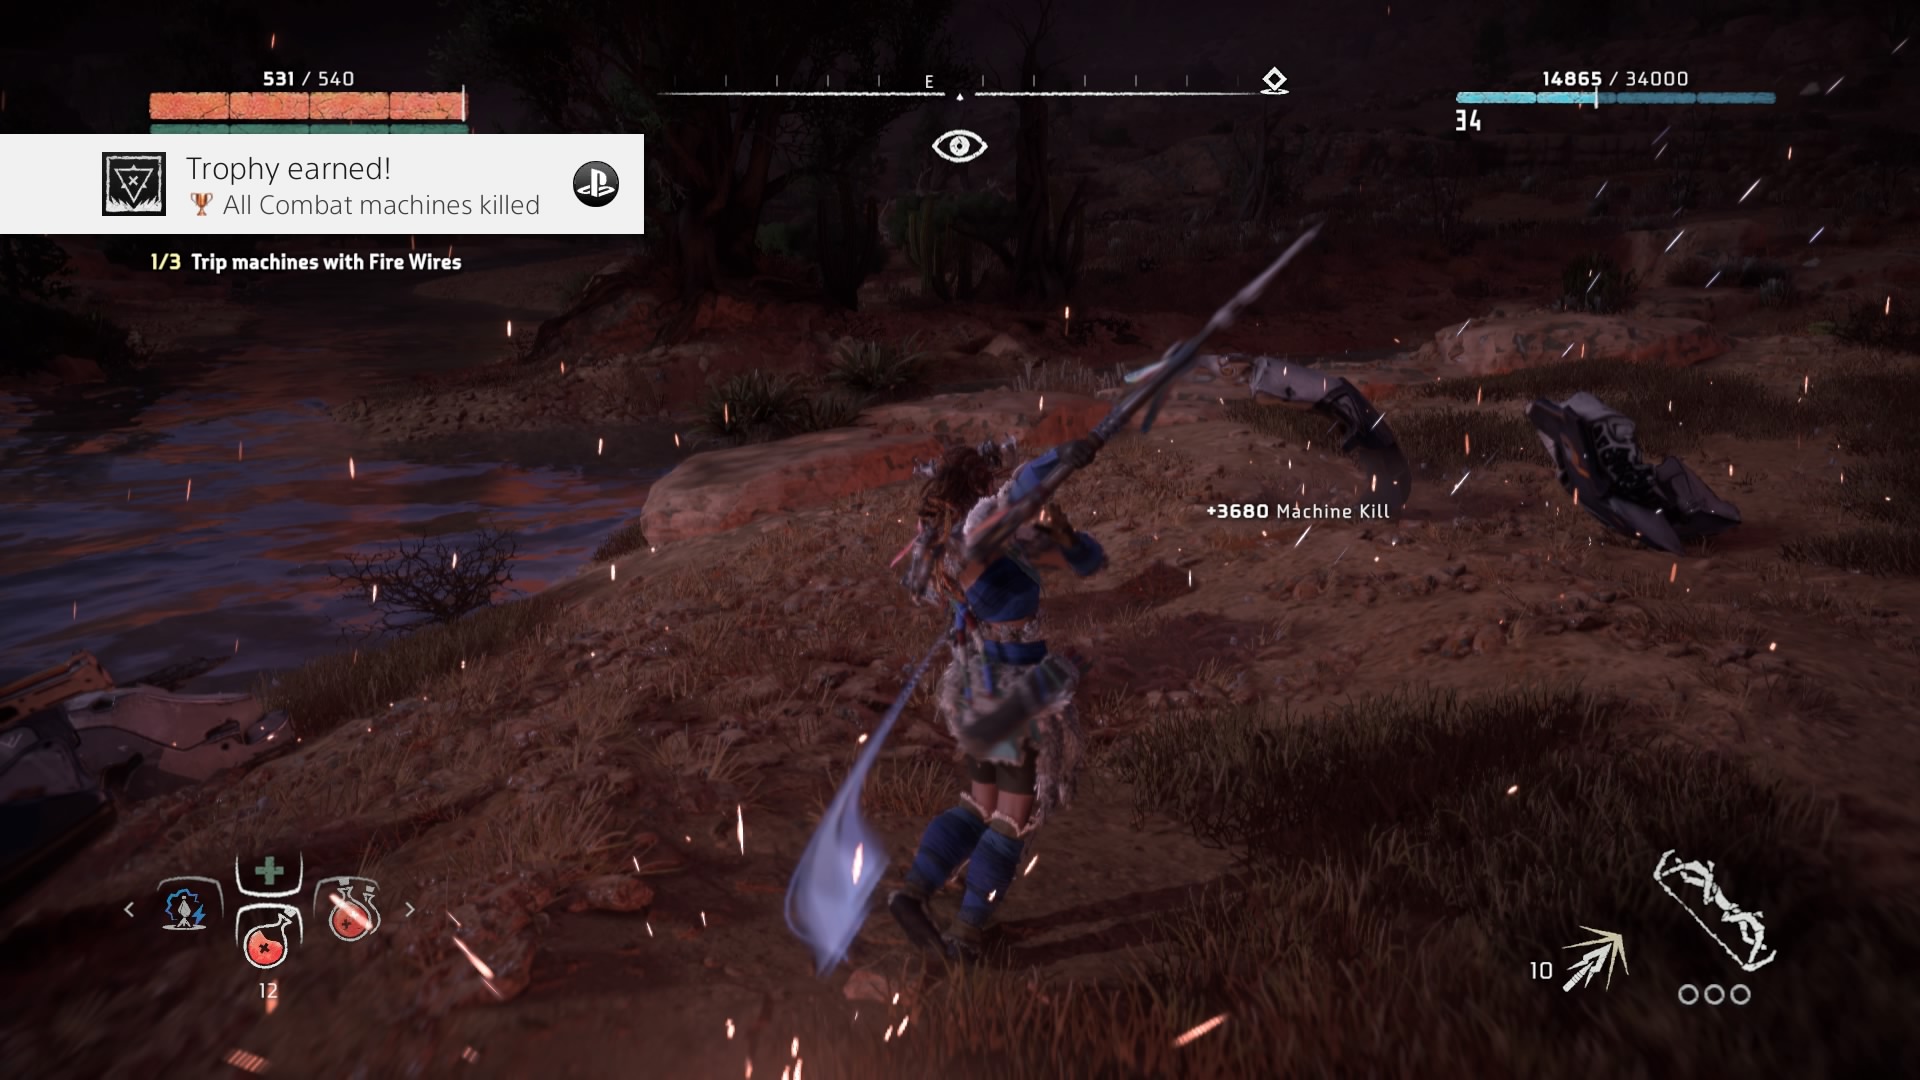 531 / 540
E
14865 / 34000
34
Trophy earned!
All Combat machines killed
1/3 Trip machines with Fire Wires
+3680 Machine Kill
12
10